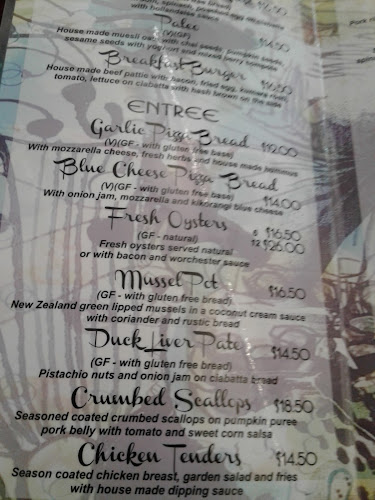 with hollandaise sauce
Paleo
(V)(GF)
$14.50
House made muesli oats with chai seeds, pumpkin seeds,
sesame seeds with yoghurt and mixed berry
Breakfast Burger
$16.50
House made beef pattie with bacon, fried egg,
tomato, lettuce on ciabatta with hash brown on the side
ENTREE
Garlic Pizza Bread $12.00
(V)(GF - with gluten free base)
With mozzarella cheese, fresh herbs and house made hummus
Blue Cheese Pizza Bread
(V)(GF - with gluten free base) $14.00
With onion jam, mozzarella and kikorangi blue cheese
Fresh Oysters 6 $16.50
(GF - natural) 12 $26.00
Fresh oysters served natural
or with bacon and worchester sauce
Mussel Pot $16.50
(GF - with gluten free bread)
New Zealand green lipped mussels in a coconut cream sauce
with coriander and rustic bread
Duck Liver Pate $14.50
(GF - with gluten free bread)
Pistachio nuts and onion jam on ciabatta bread
Crumbed Scallops $18.50
Seasoned coated crumbed scallops on pumpkin puree
pork belly with tomato and sweet corn salsa
Chicken Tenders $14.50
Season coated chicken breast, garden salad and fries
with house made dipping sauce